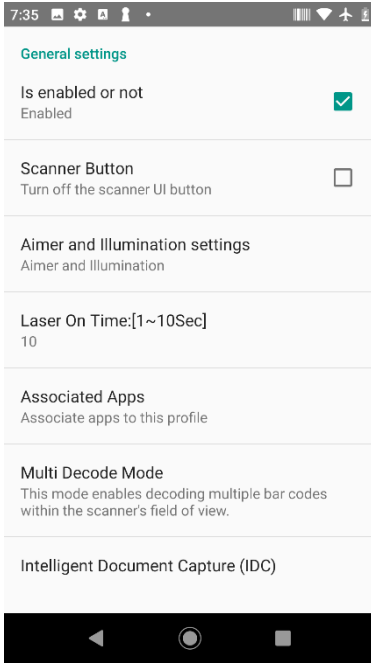 7:35
General settings
Is enabled or not
Enabled
Scanner Button
Turn off the scanner UI button
Aimer and Illumination settings
Aimer and Illumination
Laser On Time:[1~10Sec]
10
Associated Apps
Associate apps to this profile
Multi Decode Mode
This mode enables decoding multiple bar codes
within the scanner's field of view.
Intelligent Document Capture (IDC)